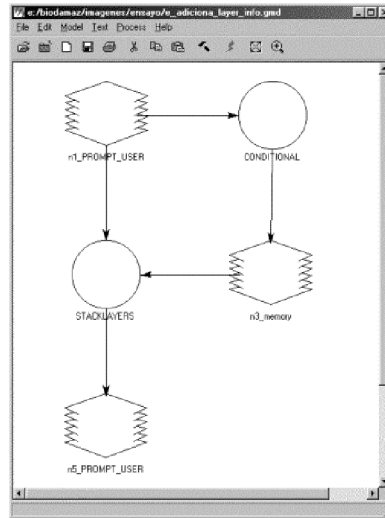 e:/biodamaz/imagenes/ensayo/e_adiciona_layer_info.gmd
File Edit Model Text Process Help
n1_PROMPT_USER
CONDITIONAL
STACKLAYERS
n3_memory
n5_PROMPT_USER